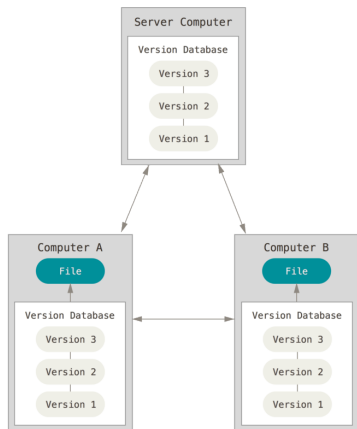 Server Computer
Version Database
Version 3
Version 2
Version 1
Computer A
File
Version Database
Version 3
Version 2
Version 1
Computer B
File
Version Database
Version 3
Version 2
Version 1